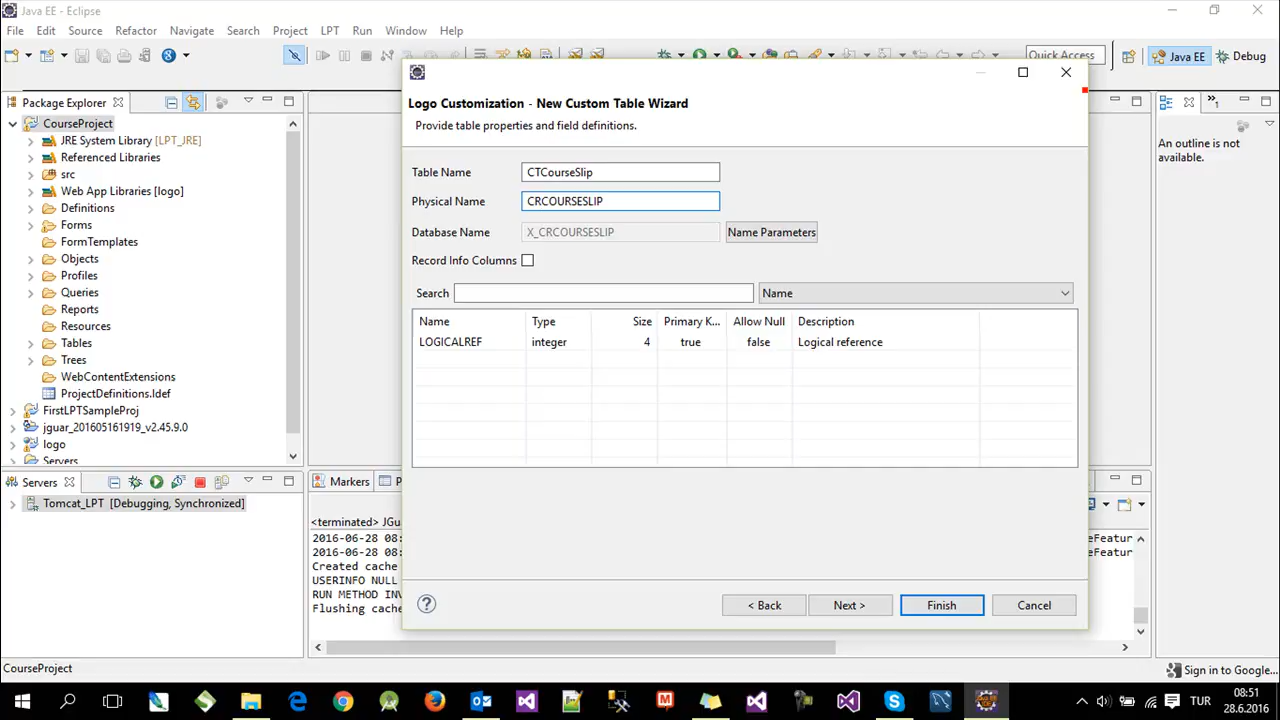 Java EE - Eclipse
File Edit Source Refactor Navigate Search Project LPT Run Window Help
Quick Access
Java EE
Debug
Package Explorer
CourseProject
JRE System Library [LPT_JRE]
Referenced Libraries
src
Web App Libraries [logo]
Definitions
Forms
FormTemplates
Objects
Profiles
Queries
Reports
Resources
Tables
Trees
WebContentExtensions
ProjectDefinitions.ldef
FirstLPTSampleProj
jguar_201605161919_v2.45.9.0
logo
Servers
Servers
Tomcat_LPT [Debugging, Synchronized]
Logo Customization - New Custom Table Wizard
Provide table properties and field definitions.
Table Name CTCourseSlip
Physical Name CRCOURSESLIP
Database Name X_CRCOURSESLIP Name Parameters
Record Info Columns
Search Name
Name Type Size Primary K... Allow Null Description
LOGICALREF integer 4 true false Logical reference
< Back Next > Finish Cancel
An outline is not
available.
Markers
<terminated> JGu
2016-06-28 08:
2016-06-28 08:
Created cache
USERINFO NULL
RUN METHOD INV
Flushing cache
eFeatur
eFeatur
CourseProject
Sign in to Google...
TUR
08:51
28.6.2016